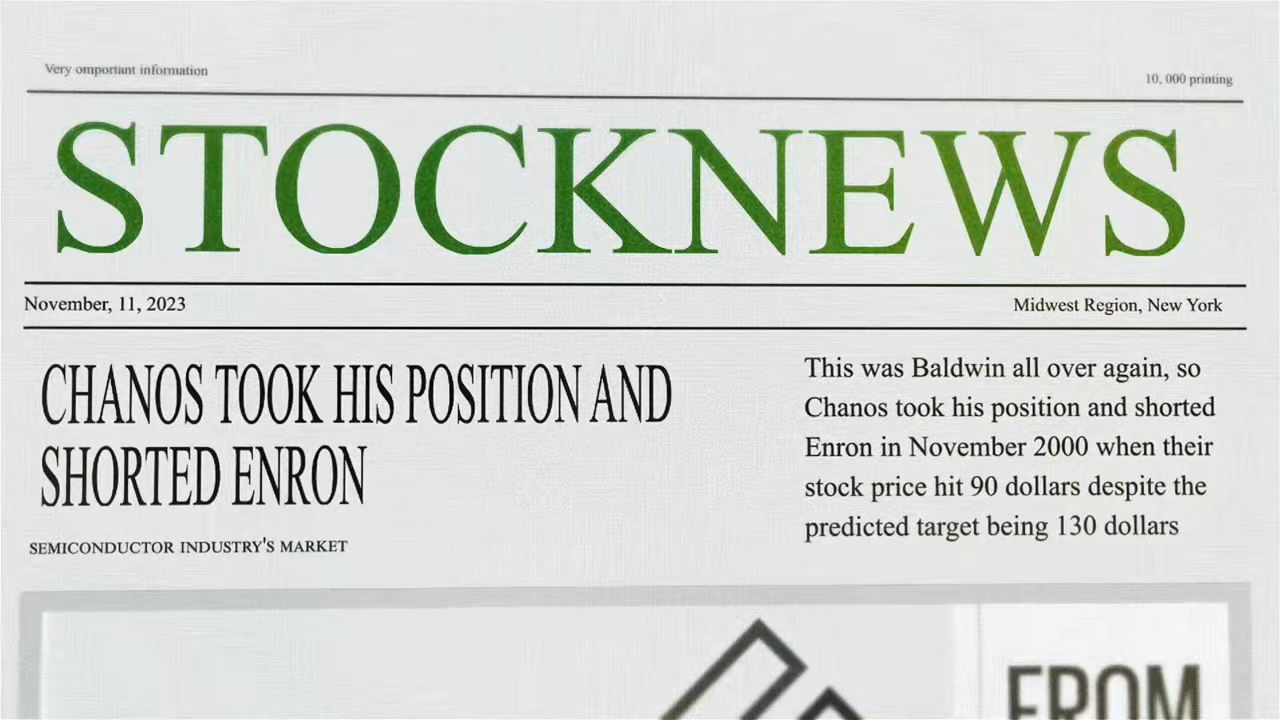 Very omportant information
10, 000 printing
STOCKNEWS
November, 11, 2023
Midwest Region, New York
CHANOS TOOK HIS POSITION AND
SHORTED ENRON
SEMICONDUCTOR INDUSTRY'S MARKET
This was Baldwin all over again, so
Chanos took his position and shorted
Enron in November 2000 when their
stock price hit 90 dollars despite the
predicted target being 130 dollars
FROM